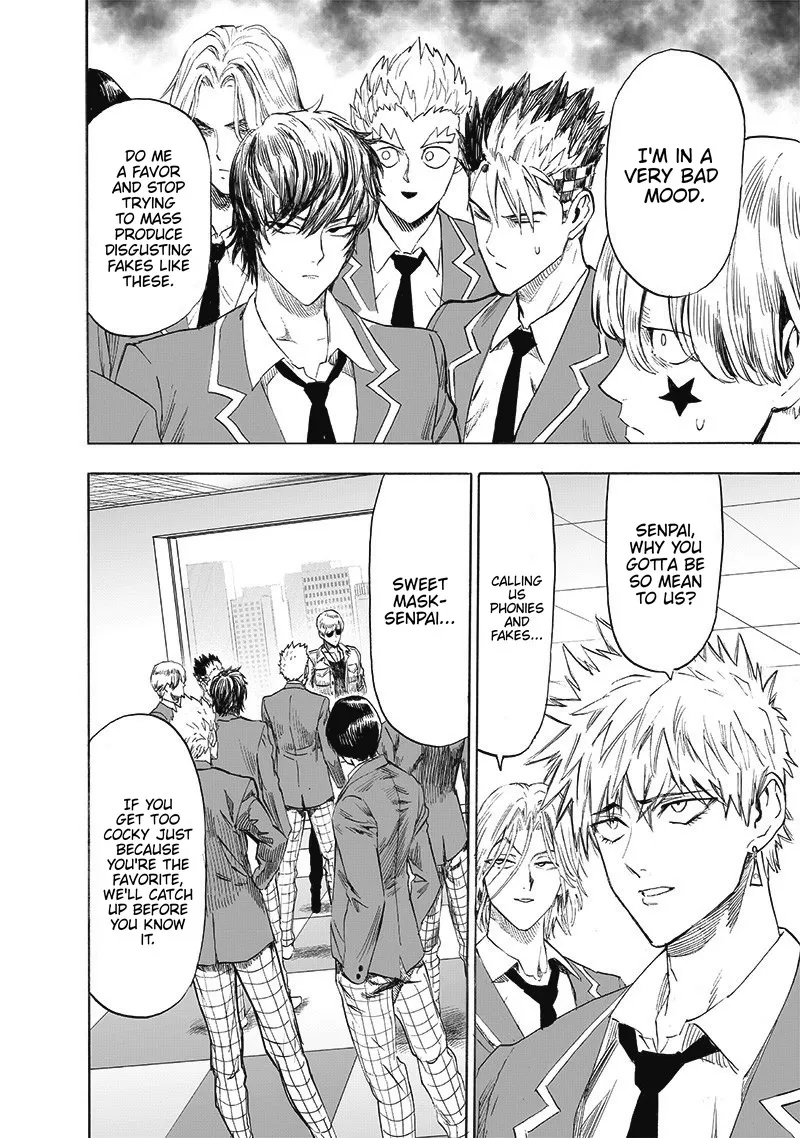 I'M IN A
VERY BAD
MOOD.
DO ME
A FAVOR
AND STOP
TRYING
TO MASS
PRODUCE
DISGUSTING
FAKES LIKE
THESE.
SENPAI,
WHY YOU
GOTTA BE
SO MEAN
TO US?
CALLING
US
PHONIES
AND
FAKES...
SWEET
MASK-
SENPAI...
IF YOU
GET TOO
COCKY JUST
BECAUSE
YOU'RE THE
FAVORITE,
WE'LL CATCH
UP BEFORE
YOU KNOW
IT.